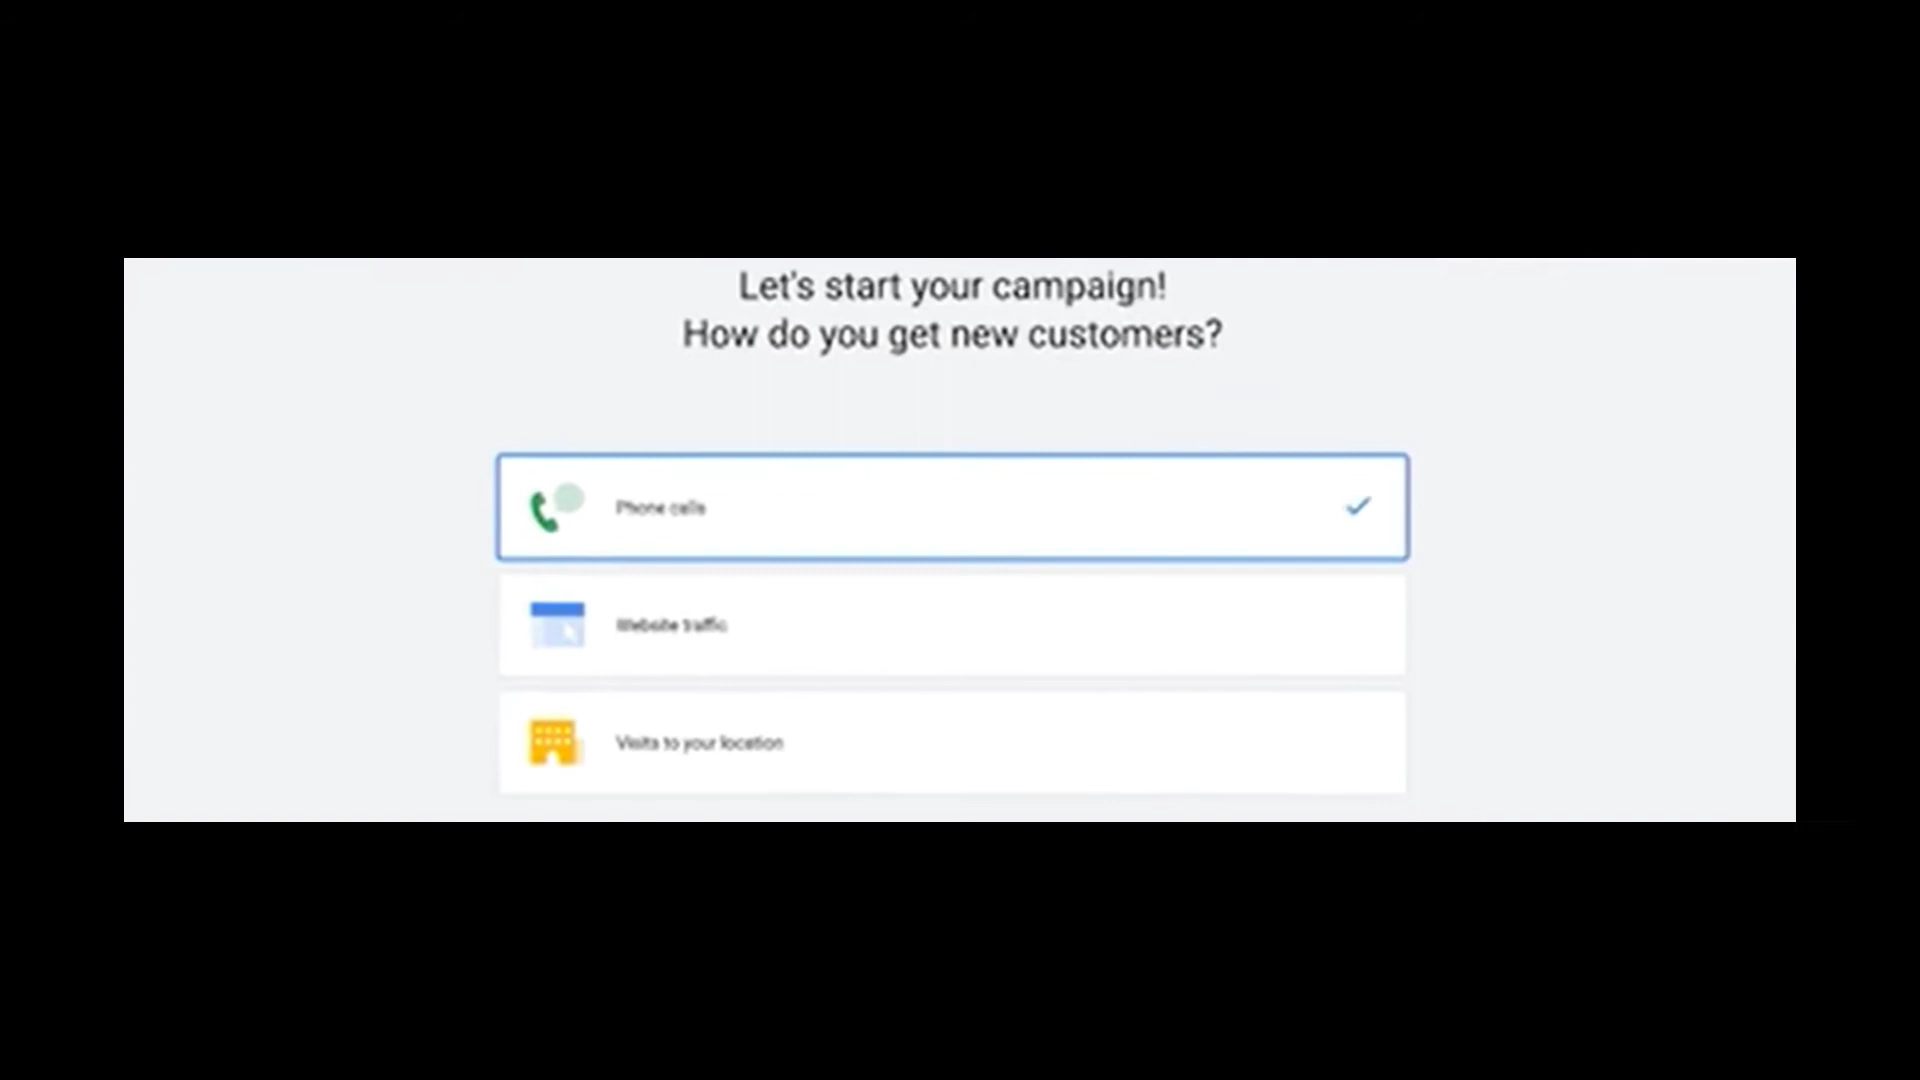 Let's start your campaign!
How do you get new customers?
Phone calls
Website traffic
Visits to your location